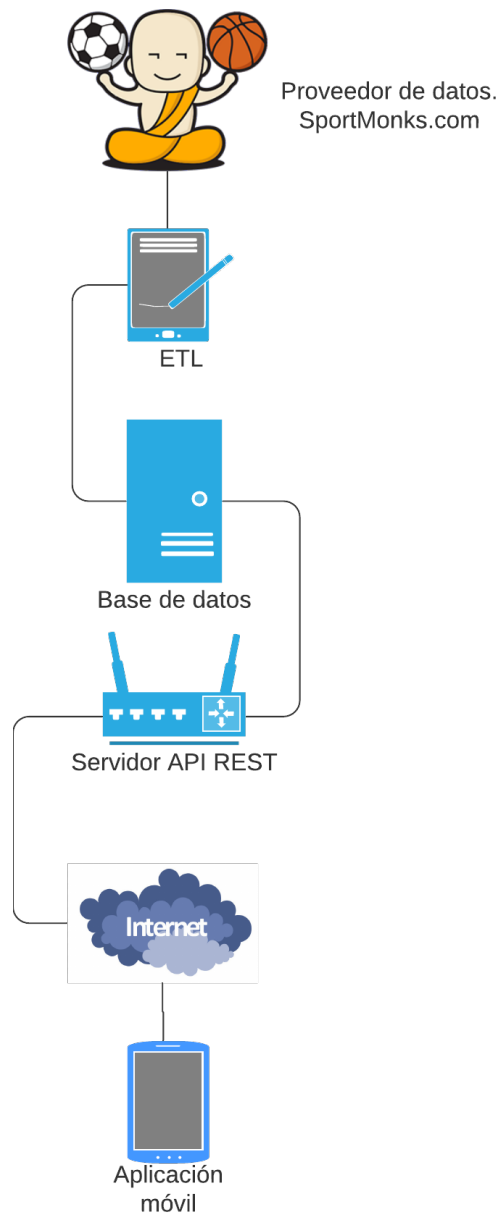 Proveedor de datos.
SportMonks.com
ETL
Base de datos
Servidor API REST
Internet
Aplicación
móvil